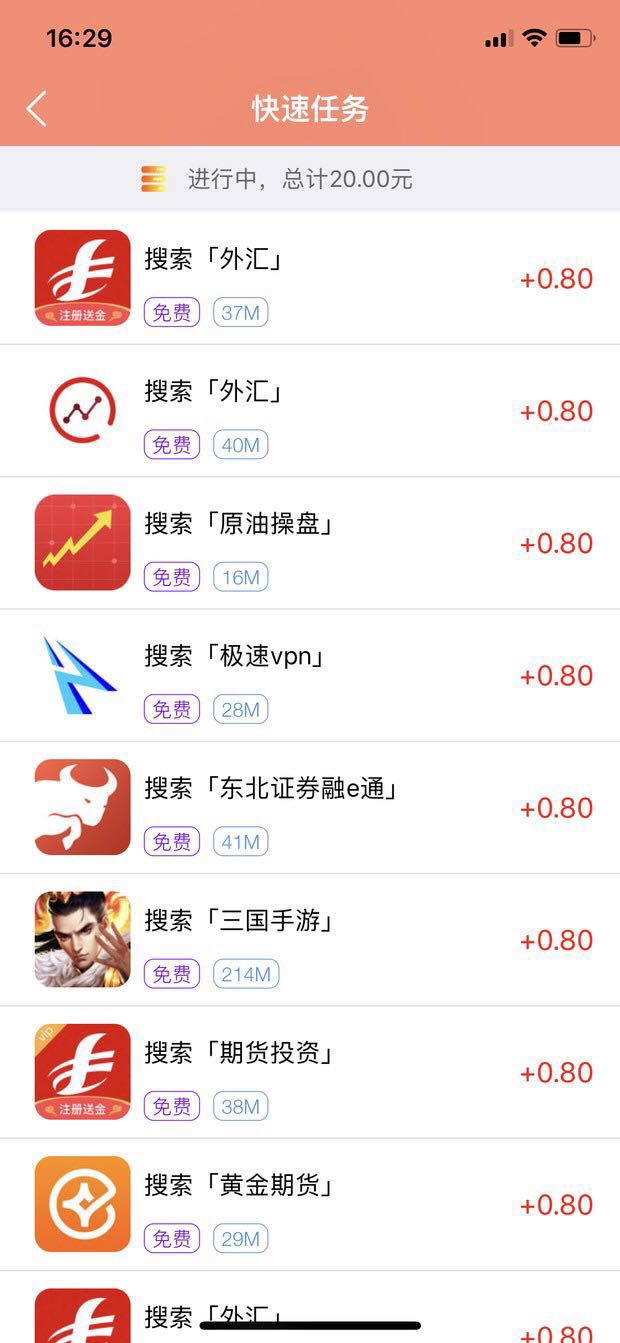 16:29
快速任务
进行中，总计20.00元
搜索「外汇」
+0.80
注册送金
免费 37M
搜索「外汇」
+0.80
免费 40M
搜索「原油操盘」
+0.80
免费 16M
搜索「极速vpn」
+0.80
免费 28M
搜索「东北证券融e通」
+0.80
免费 41M
搜索「三国手游」
+0.80
免费 214M
vip
搜索「期货投资」
+0.80
注册送金
免费 38M
搜索「黄金期货」
+0.80
免费 29M
搜索「外汇」
+0.80